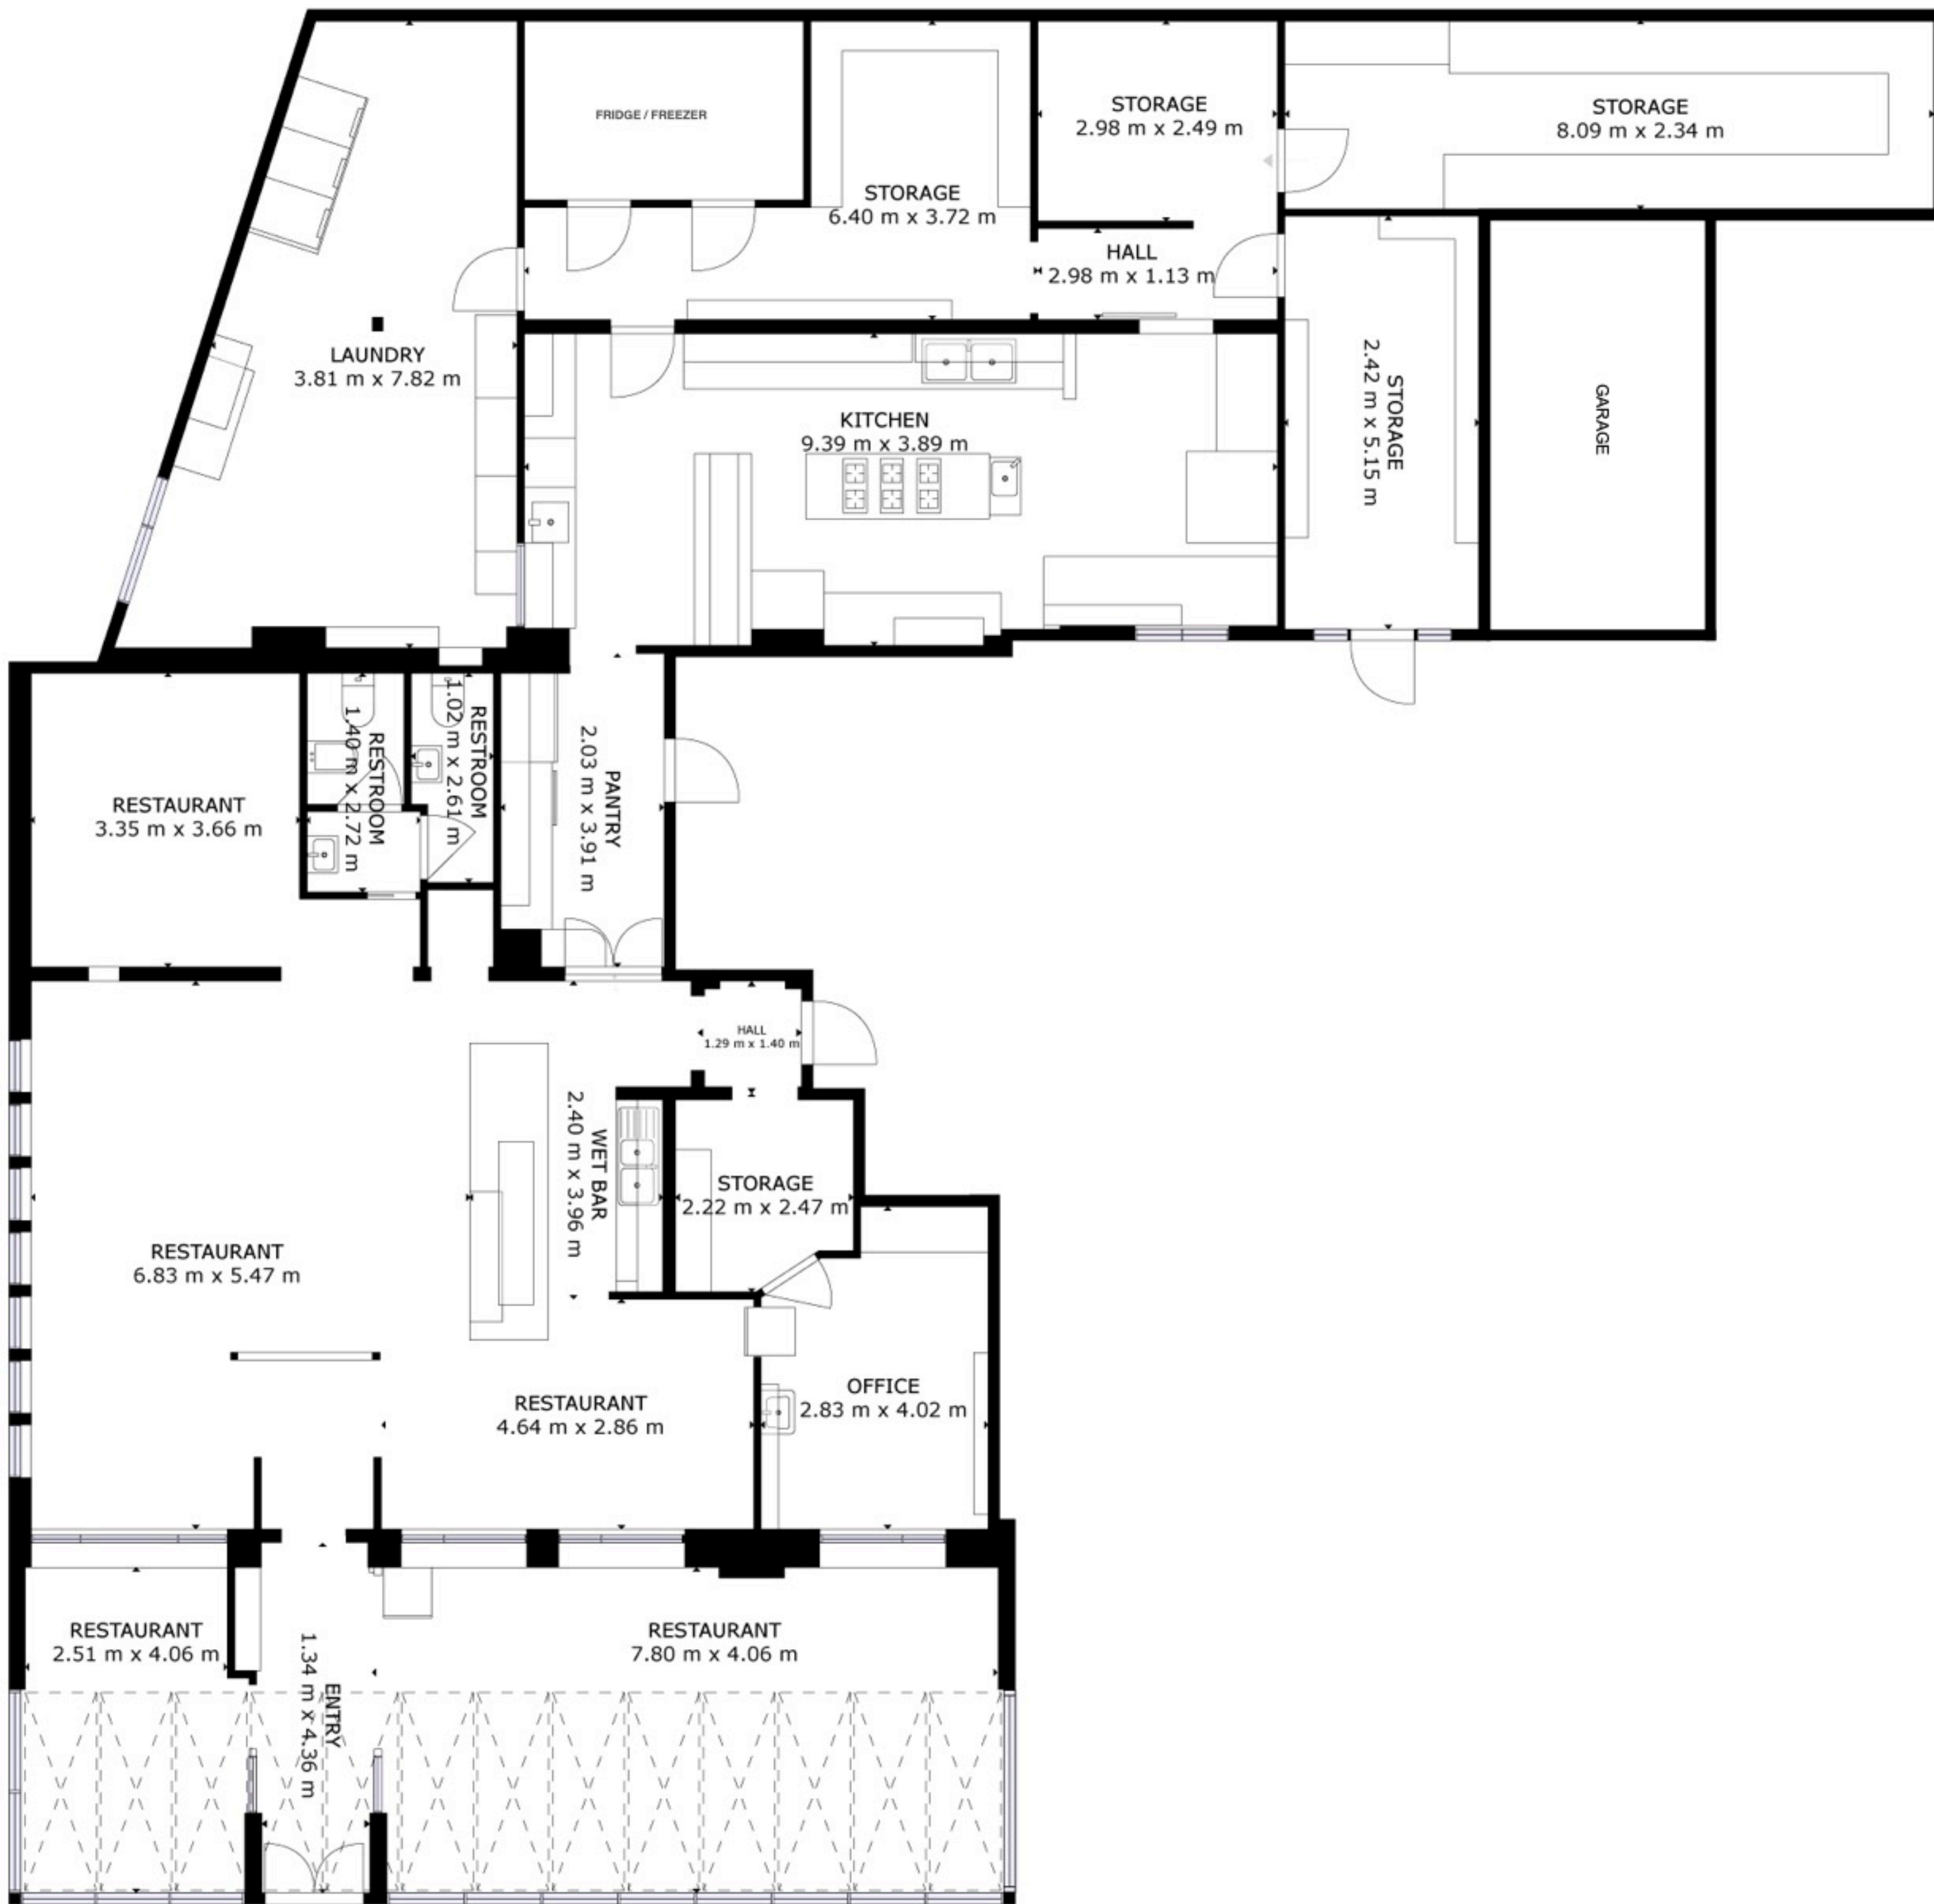 FRIDGE / FREEZER
STORAGE
6.40 m x 3.72 m
STORAGE
2.98 m x 2.49 m
STORAGE
8.09 m x 2.34 m
HALL
2.98 m x 1.13 m
LAUNDRY
3.81 m x 7.82 m
KITCHEN
9.39 m x 3.89 m
STORAGE
2.42 m x 5.15 m
GARAGE
RESTAURANT
3.35 m x 3.66 m
RESTROOM
1.40 m x 2.72 m
RESTROOM
1.02 m x 2.61 m
PANTRY
2.03 m x 3.91 m
HALL
1.29 m x 1.40 m
WET BAR
2.40 m x 3.96 m
STORAGE
2.22 m x 2.47 m
RESTAURANT
6.83 m x 5.47 m
RESTAURANT
4.64 m x 2.86 m
OFFICE
2.83 m x 4.02 m
RESTAURANT
2.51 m x 4.06 m
ENTRY
1.34 m x 4.36 m
RESTAURANT
7.80 m x 4.06 m